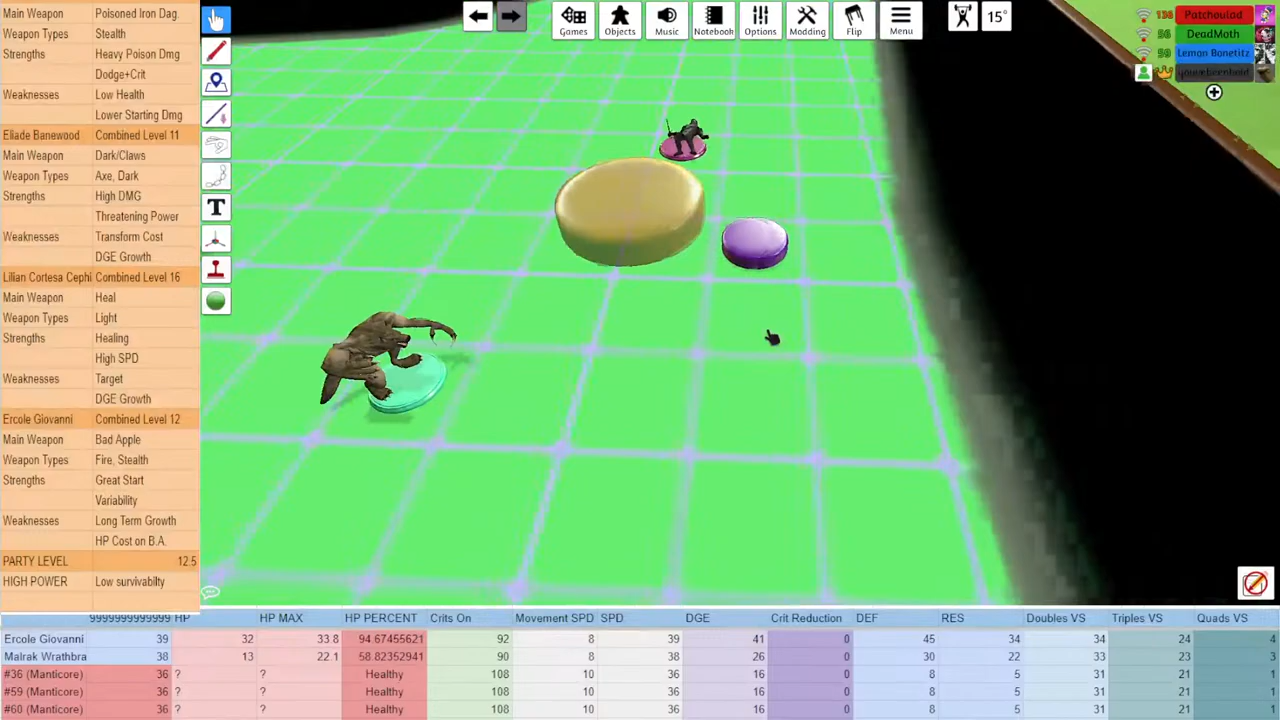 Main Weapon Poisoned Iron Dag.
Weapon Types Stealth
Strengths Heavy Poison Dmg
Dodge+Crit
Weaknesses Low Health
Lower Starting Dmg
Eliade Banewood Combined Level 11
Main Weapon Dark/Claws
Weapon Types Axe, Dark
Strengths High DMG
Threatening Power
Weaknesses Transform Cost
DGE Growth
Lilian Cortesa Cephi Combined Level 16
Main Weapon Heal
Weapon Types Light
Strengths Healing
High SPD
Weaknesses Target
DGE Growth
Ercole Giovanni Combined Level 12
Main Weapon Bad Apple
Weapon Types Fire, Stealth
Strengths Great Start
Variability
Weaknesses Long Term Growth
HP Cost on B.A.
PARTY LEVEL 12.5
HIGH POWER Low survivabilty
T
Games Objects Music Notebook Options Modding Flip Menu
15°
136 Patchoulad
56 DeadMoth
59 Lemon Bonetitz
9999999999999 HP HP MAX HP PERCENT Crits On Movement SPD SPD DGE Crit Reduction DEF RES Doubles VS Triples VS Quads VS
Ercole Giovanni 39 32 33.8 94.67455621 92 8 39 41 0 45 34 34 24 4
Malrak Wrathbra 38 13 22.1 58.82352941 90 8 38 26 0 30 22 33 23 3
#36 (Manticore) 36 ? ? Healthy 108 10 36 16 0 8 5 31 21 1
#59 (Manticore) 36 ? ? Healthy 108 10 36 16 0 8 5 31 21 1
#60 (Manticore) 36 ? ? Healthy 108 10 36 16 0 8 5 31 21 1